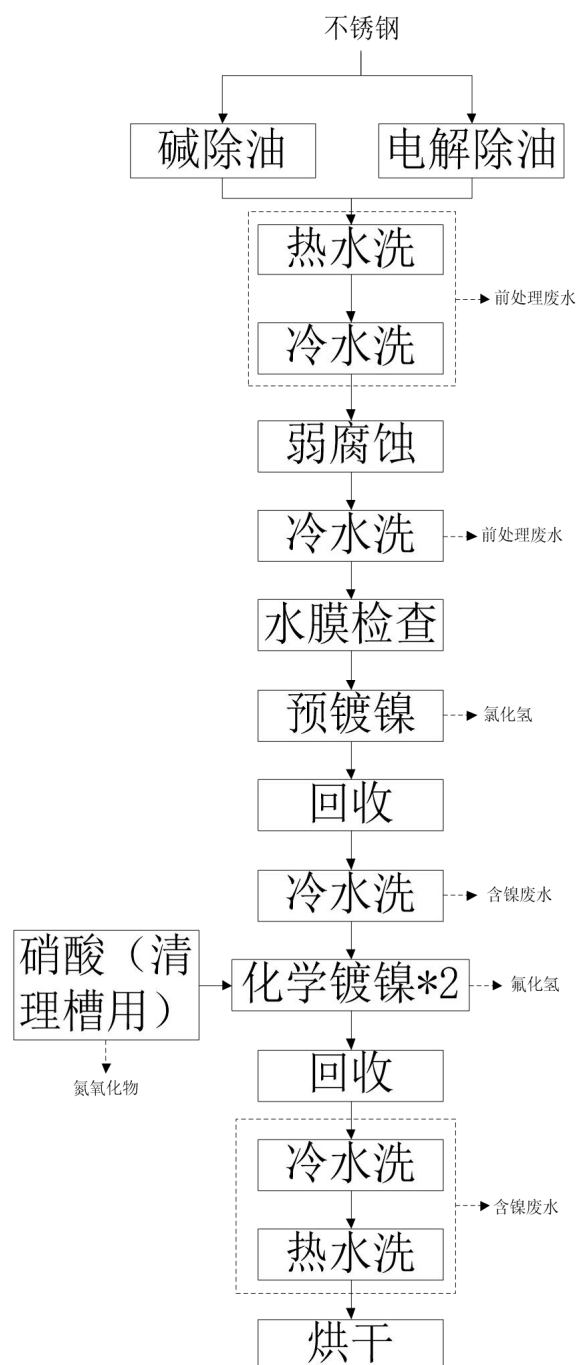 不锈钢
碱除油
电解除油
热水洗
前处理废水
冷水洗
弱腐蚀
冷水洗
前处理废水
水膜检查
预镀镍
氯化氢
回收
冷水洗
含镍废水
硝酸（清
理槽用）
化学镀镍*2
氟化氢
氮氧化物
回收
冷水洗
含镍废水
热水洗
烘干